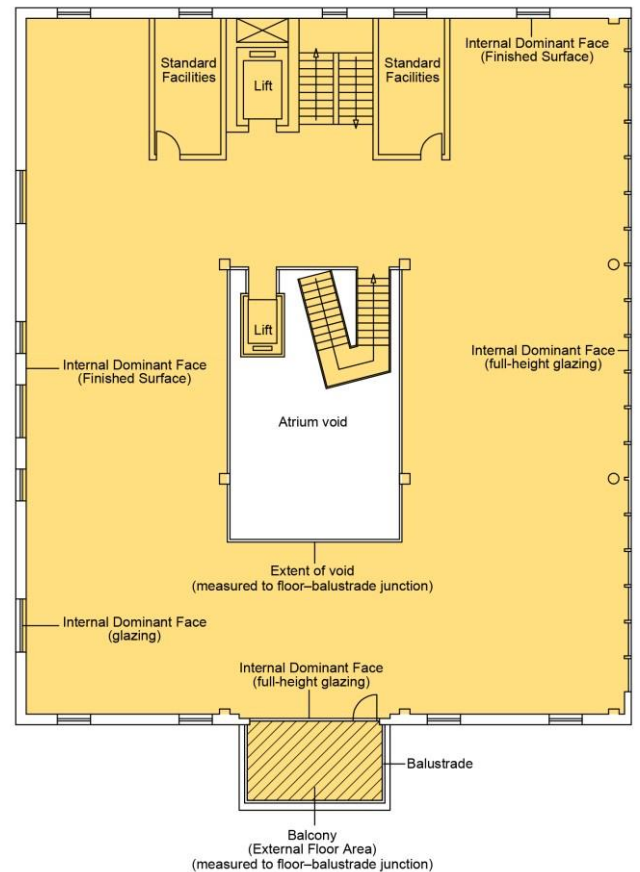 Internal Dominant Face
(Finished Surface)
Standard
Facilities
Lift
Standard
Facilities
Internal Dominant Face
(full-height glazing)
Lift
Internal Dominant Face
(Finished Surface)
Atrium void
Extent of void
(measured to floor–balustrade junction)
Internal Dominant Face
(glazing)
Internal Dominant Face
(full-height glazing)
Balustrade
Balcony
(External Floor Area)
(measured to floor–balustrade junction)